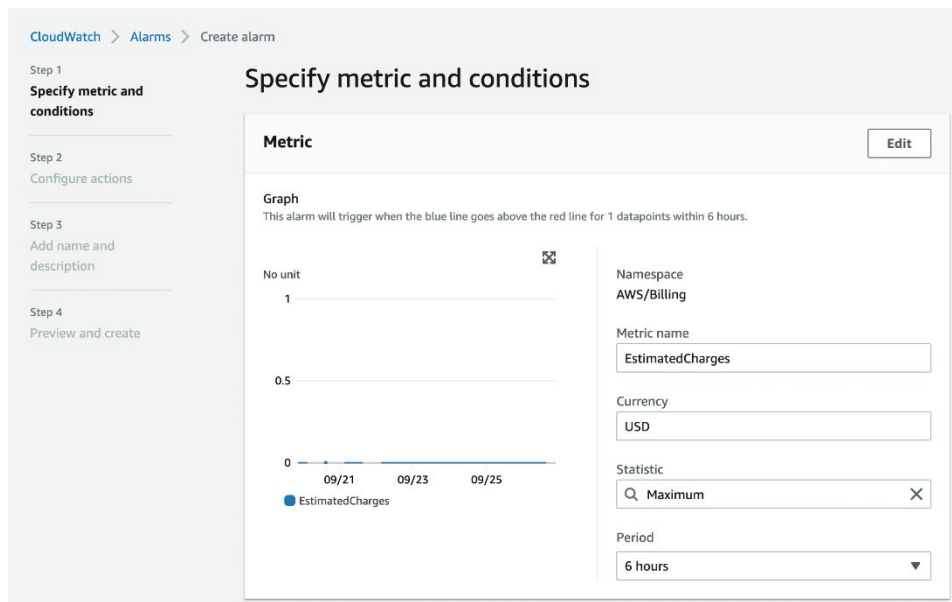 CloudWatch > Alarms > Create alarm
Step 1
Specify metric and
conditions
Step 2
Configure actions
Step 3
Add name and
description
Step 4
Preview and create
Specify metric and conditions
Metric
Edit
Graph
This alarm will trigger when the blue line goes above the red line for 1 datapoints within 6 hours.
No unit
1
0.5
0
09/21 09/23 09/25
EstimatedCharges
Namespace
AWS/Billing
Metric name
EstimatedCharges
Currency
USD
Statistic
Maximum
Period
6 hours